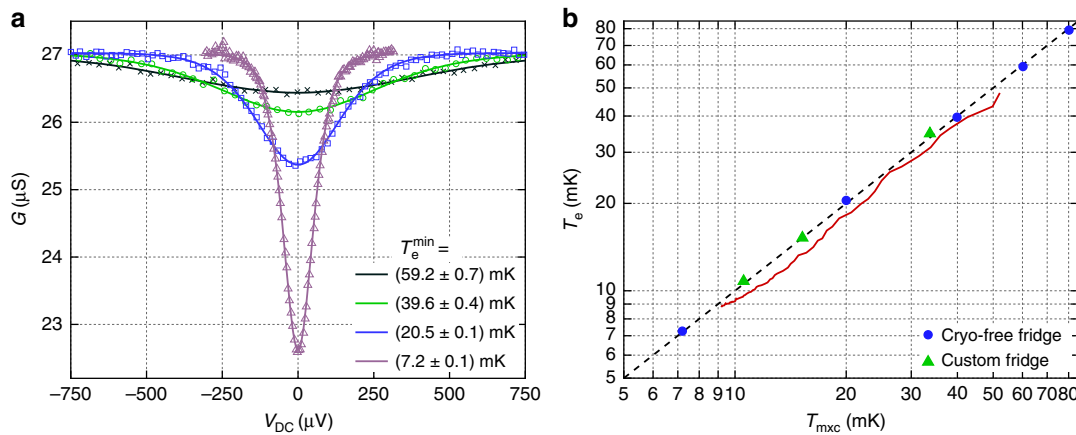 a
27
26
25
24
23
G (µS)
T_e^min =
(59.2 ± 0.7) mK
(39.6 ± 0.4) mK
(20.5 ± 0.1) mK
(7.2 ± 0.1) mK
−750 −500 −250 0 250 500 750
V_DC (µV)
b
80
60
50
40
30
20
10
9
8
7
6
5
T_e (mK)
Cryo-free fridge
Custom fridge
5 6 7 8 9 10 20 30 40 50 60 70 80
T_mxc (mK)